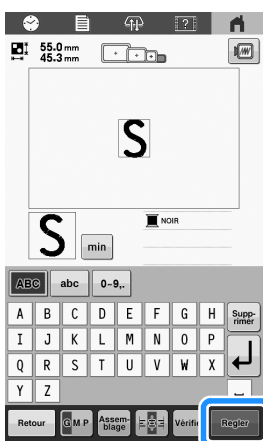 ?
55.0 mm
45.3 mm
S
S
min
NOIR
ABC abc 0~9,.
A B C D E F G H
Supp-
rimer
I J K L M N O P
Q R S T U V W X
Y Z
Retour G M P Assem-
blage Vérifi Regler